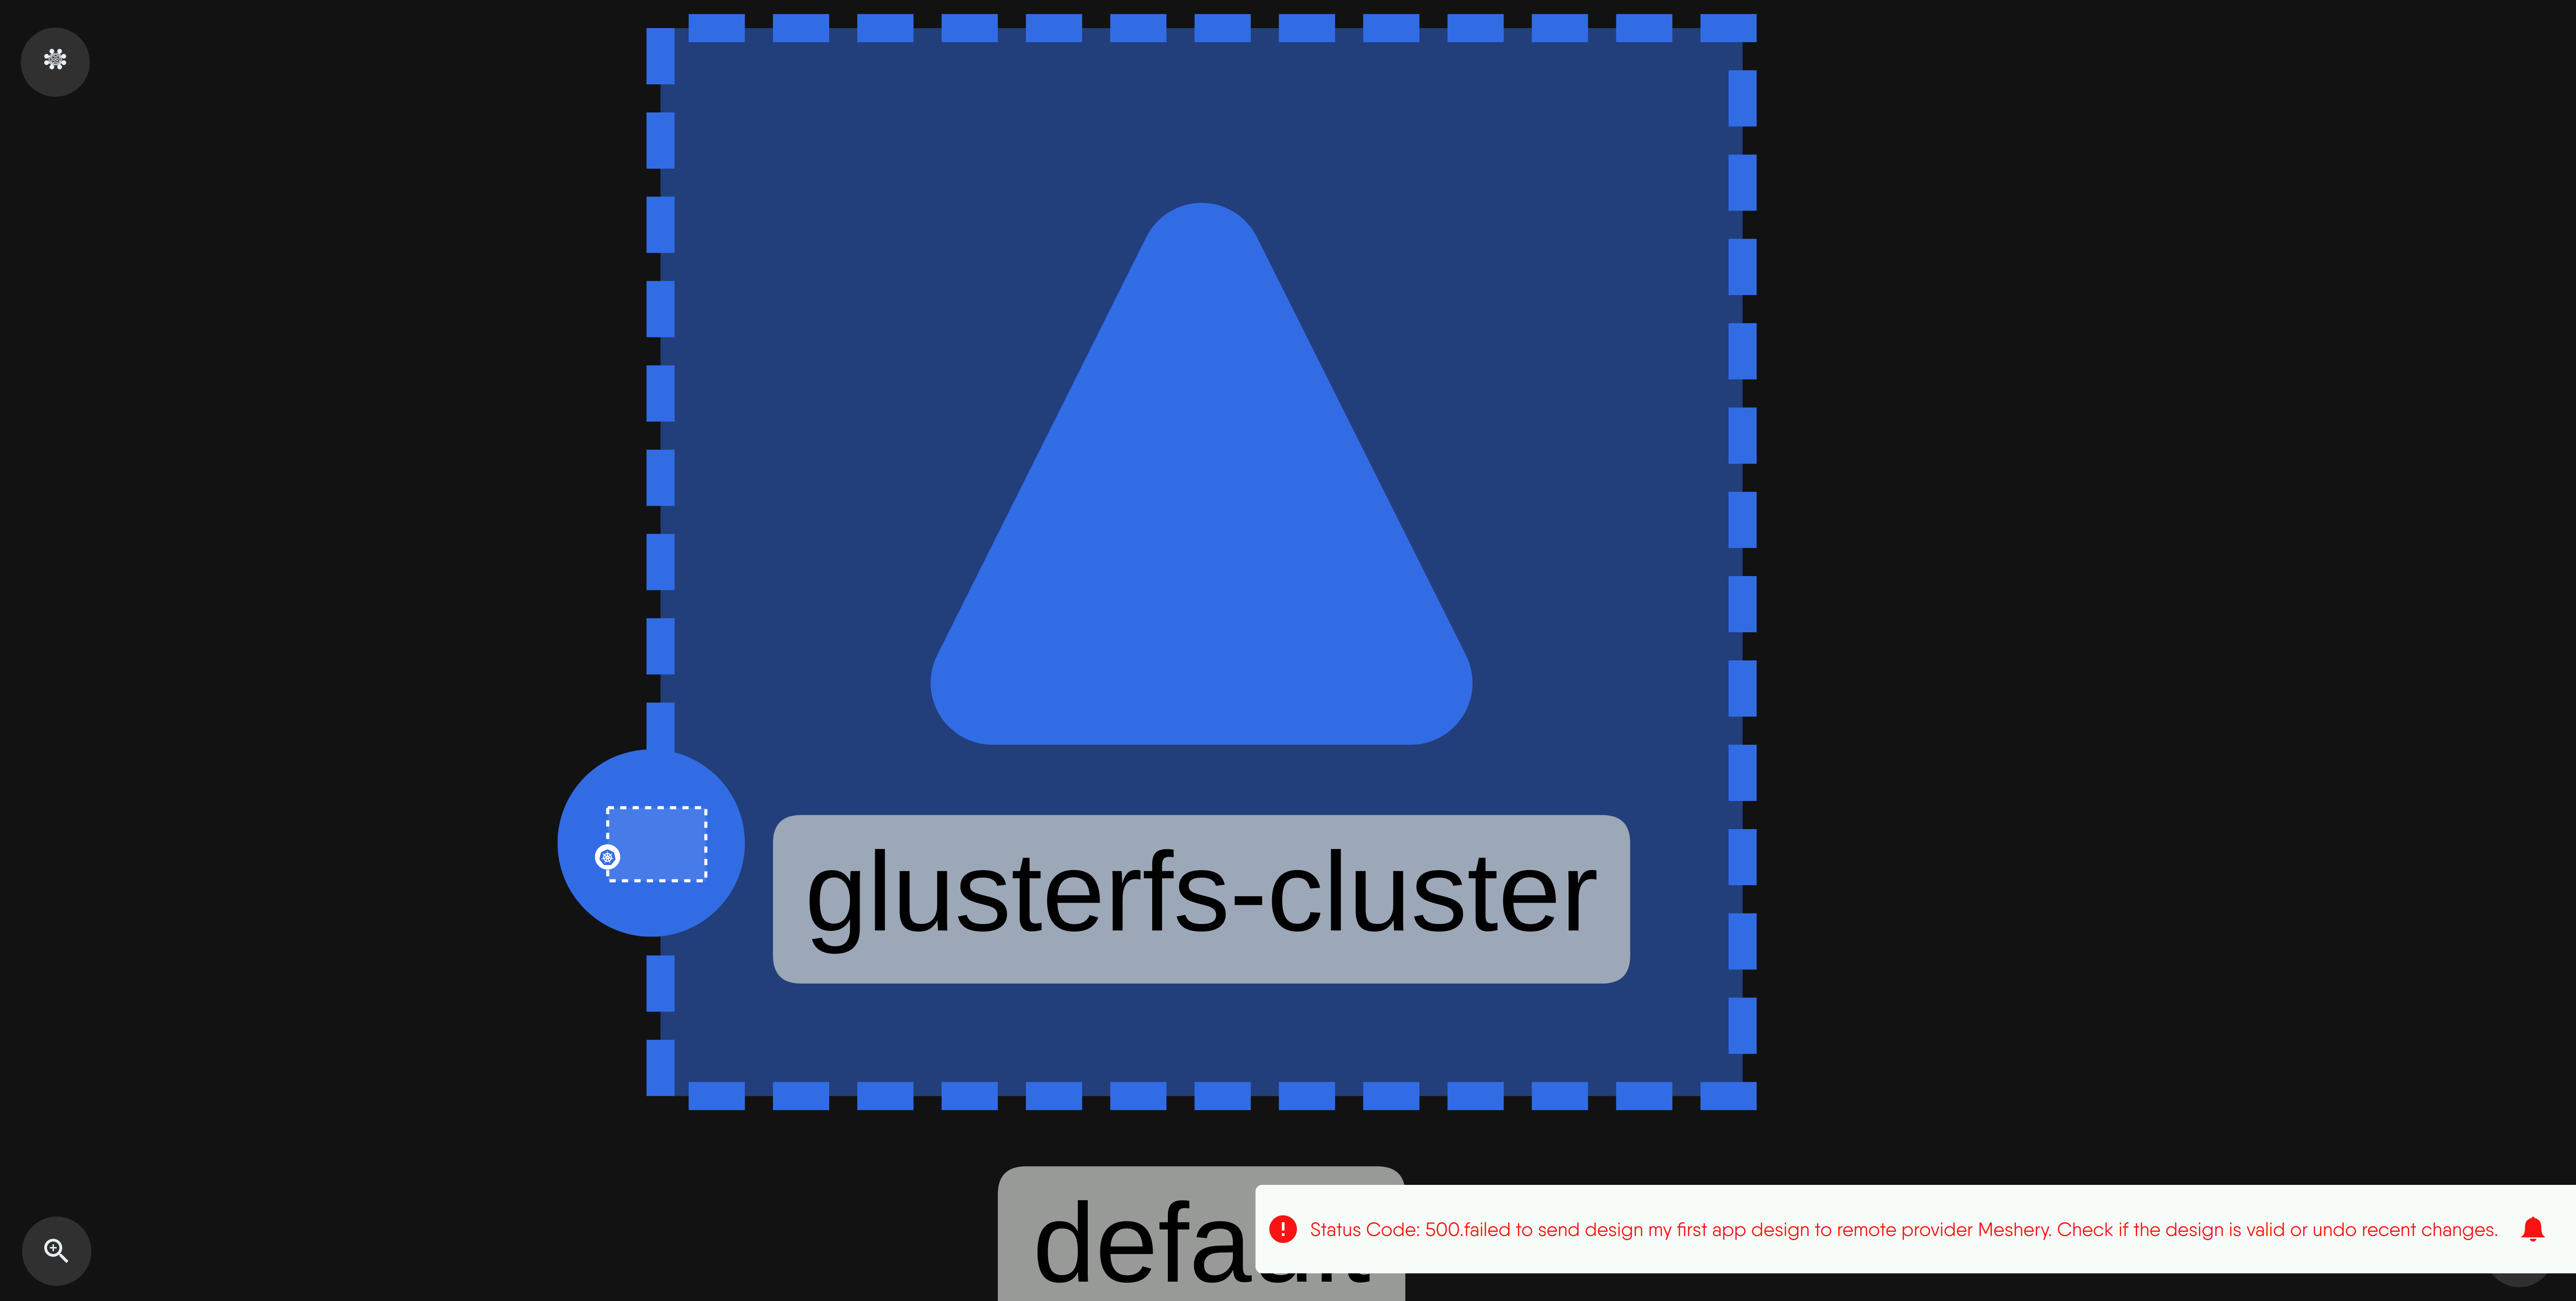 glusterfs-cluster
default
Status Code: 500.failed to send design my first app design to remote provider Meshery. Check if the design is valid or undo recent changes.